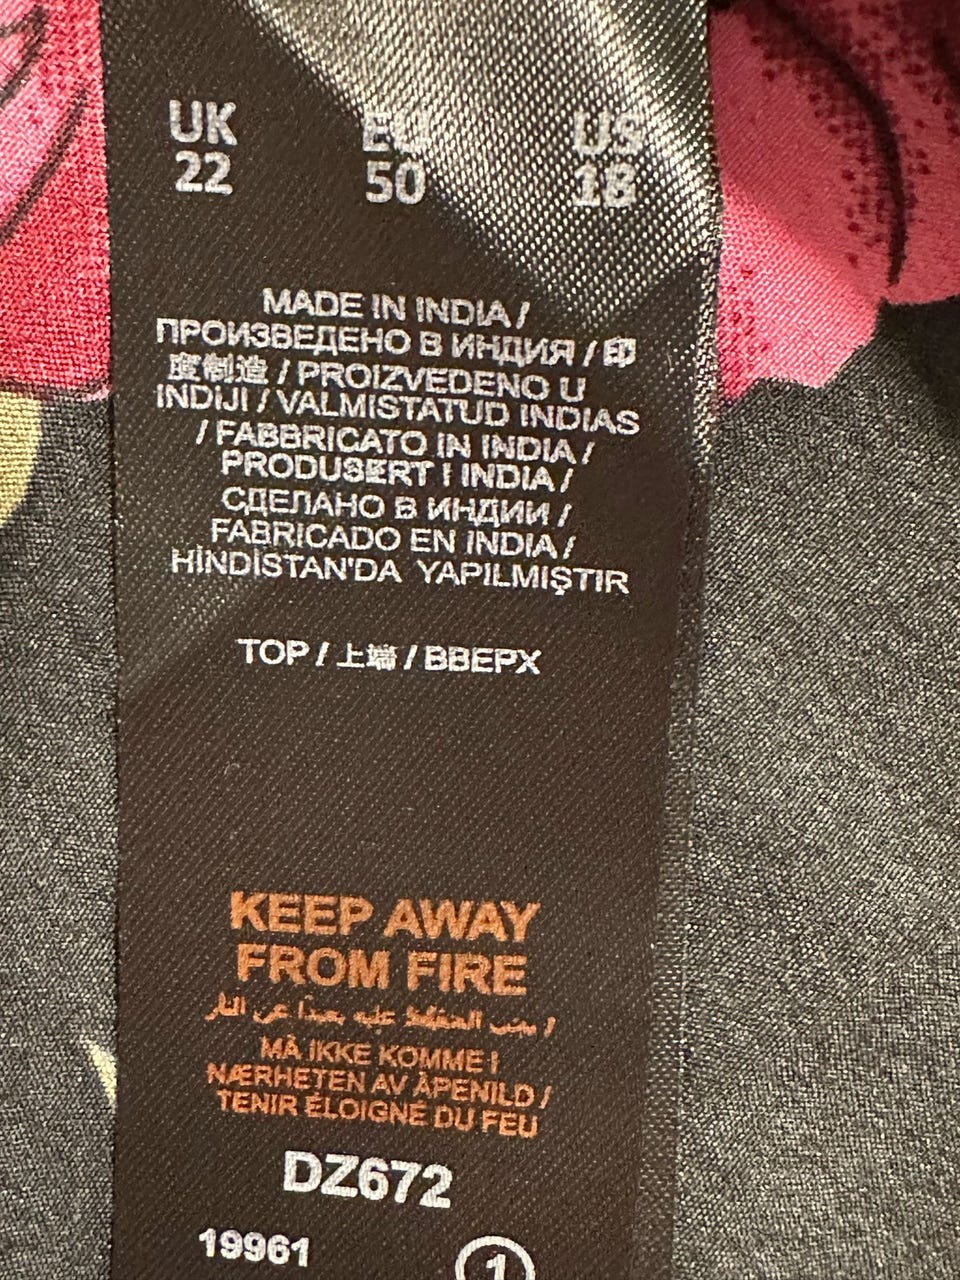 UK EU US
22 50 18
MADE IN INDIA /
ПРОИЗВЕДЕНО В ИНДИЯ / 印
度制造 / PROIZVEDENO U
INDIJI / VALMISTATUD INDIAS
/ FABBRICATO IN INDIA /
PRODUSERT I INDIA /
СДЕЛАНО В ИНДИИ /
FABRICADO EN INDIA /
HİNDİSTAN'DA YAPILMIŞTIR
TOP / 上端 / ВВЕРХ
KEEP AWAY
FROM FIRE
/ عن النار
MÅ IKKE KOMME I
NÆRHETEN AV ÅPENILD /
TENIR ÉLOIGNÉ DU FEU
DZ672
19961 1